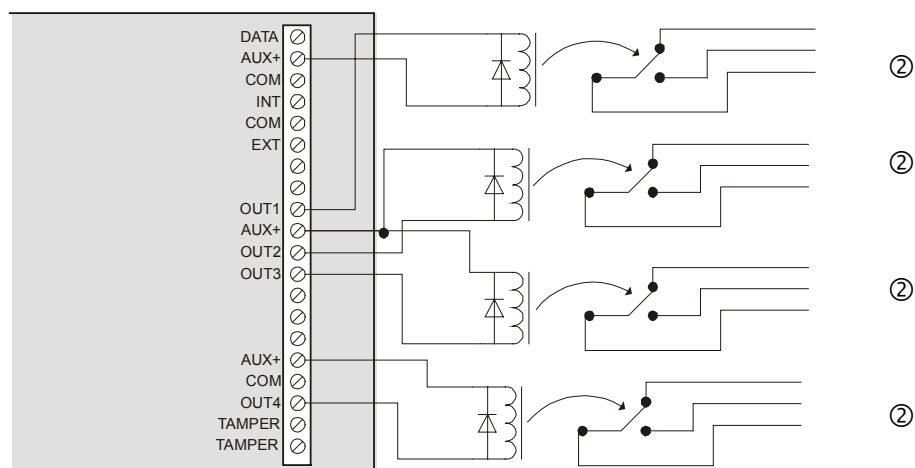 DATA
AUX+
COM
INT
COM
EXT
OUT1
AUX+
OUT2
OUT3
AUX+
COM
OUT4
TAMPER
TAMPER
②
②
②
②